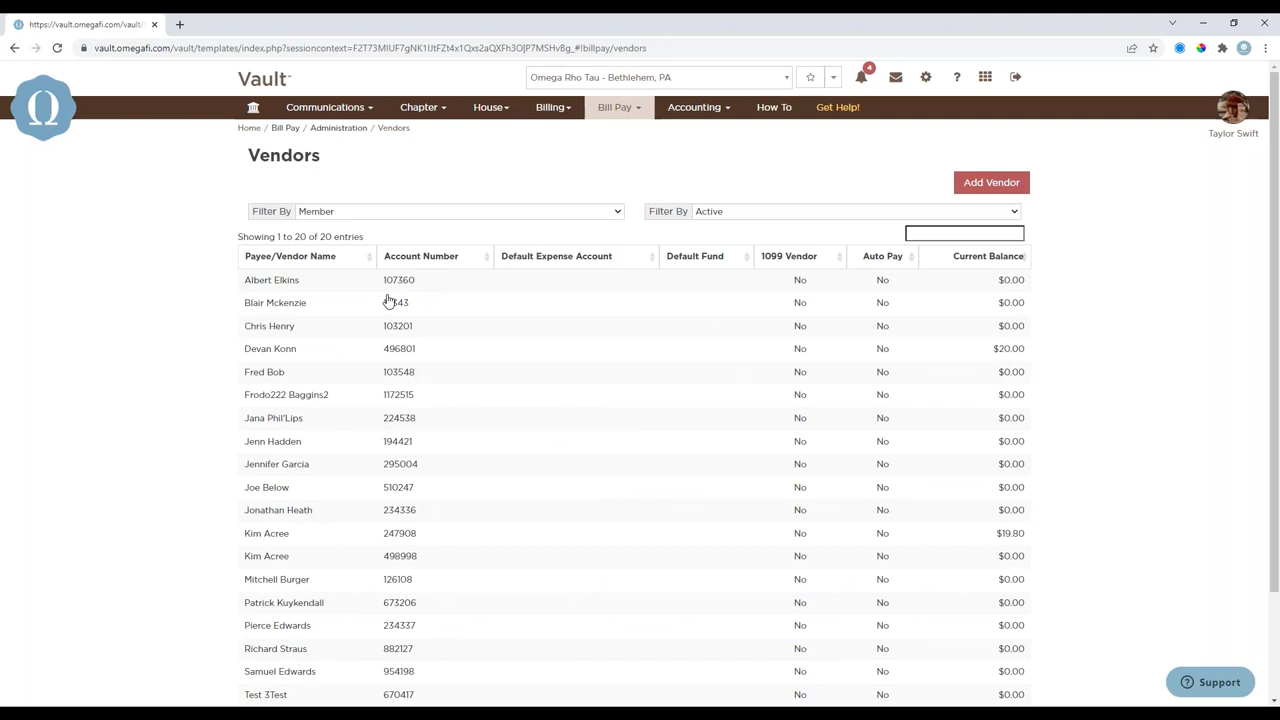 https://vault.omegafi.com/vault/
vault.omegafi.com/vault/templates/index.php?sessioncontext=F2T73MIUF7gNK1IJtFZt4x1Qxs2aQXFh3OJP7MSHvBg_#!billpay/vendors
Vault
Omega Rho Tau - Bethlehem, PA
4
Communications Chapter House Billing Bill Pay Accounting How To Get Help!
Home / Bill Pay / Administration / Vendors
Taylor Swift
Vendors
Add Vendor
Filter By Member Filter By Active
Showing 1 to 20 of 20 entries
Payee/Vendor Name Account Number Default Expense Account Default Fund 1099 Vendor Auto Pay Current Balance
Albert Elkins 107360 No No $0.00
Blair Mckenzie No No $0.00
Chris Henry 103201 No No $0.00
Devan Konn 496801 No No $20.00
Fred Bob 103548 No No $0.00
Frodo222 Baggins2 1172515 No No $0.00
Jana Phil'Lips 224538 No No $0.00
Jenn Hadden 194421 No No $0.00
Jennifer Garcia 295004 No No $0.00
Joe Below 510247 No No $0.00
Jonathan Heath 234336 No No $0.00
Kim Acree 247908 No No $19.80
Kim Acree 498998 No No $0.00
Mitchell Burger 126108 No No $0.00
Patrick Kuykendall 673206 No No $0.00
Pierce Edwards 234337 No No $0.00
Richard Straus 882127 No No $0.00
Samuel Edwards 954198 No No $0.00
Test 3Test 670417 No No $0.00
Support